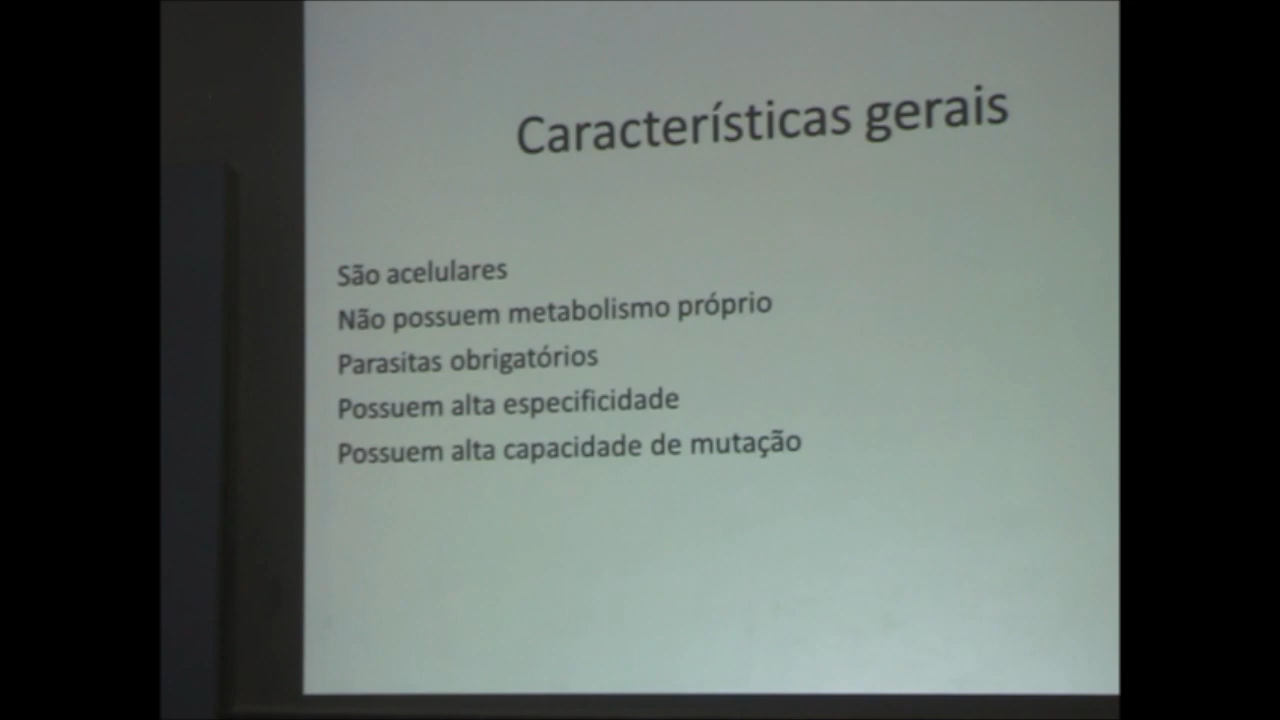 Características gerais
São acelulares
Não possuem metabolismo próprio
Parasitas obrigatórios
Possuem alta especificidade
Possuem alta capacidade de mutação